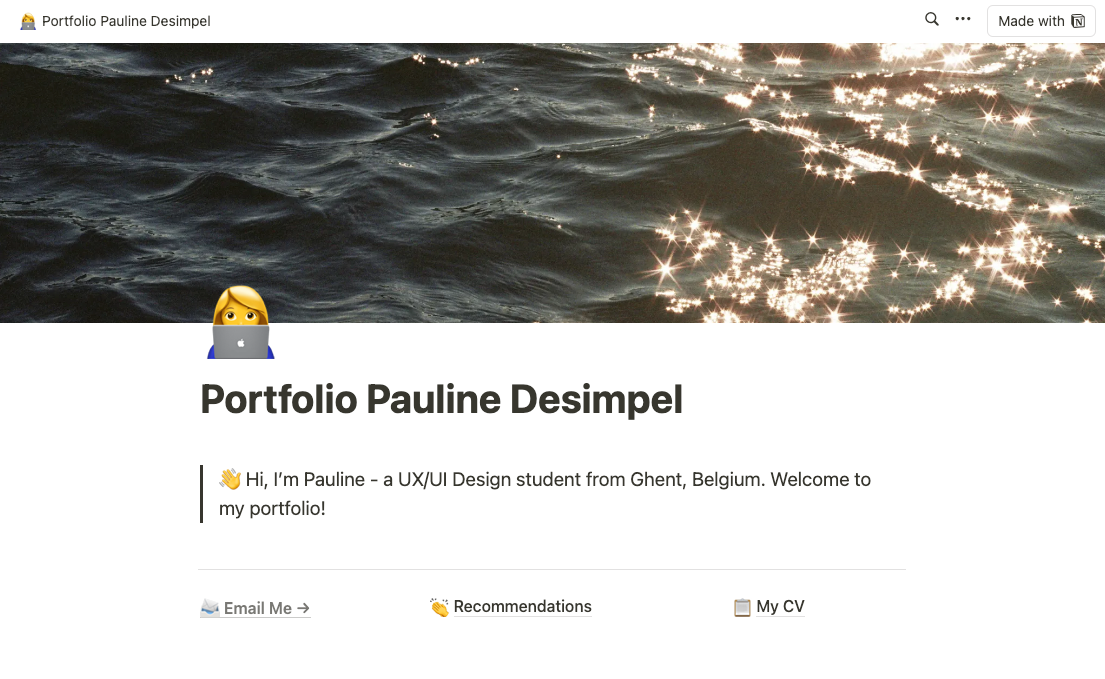 Portfolio Pauline Desimpel
Made with
Portfolio Pauline Desimpel
👋 Hi, I’m Pauline - a UX/UI Design student from Ghent, Belgium. Welcome to
my portfolio!
Email Me →
Recommendations
My CV